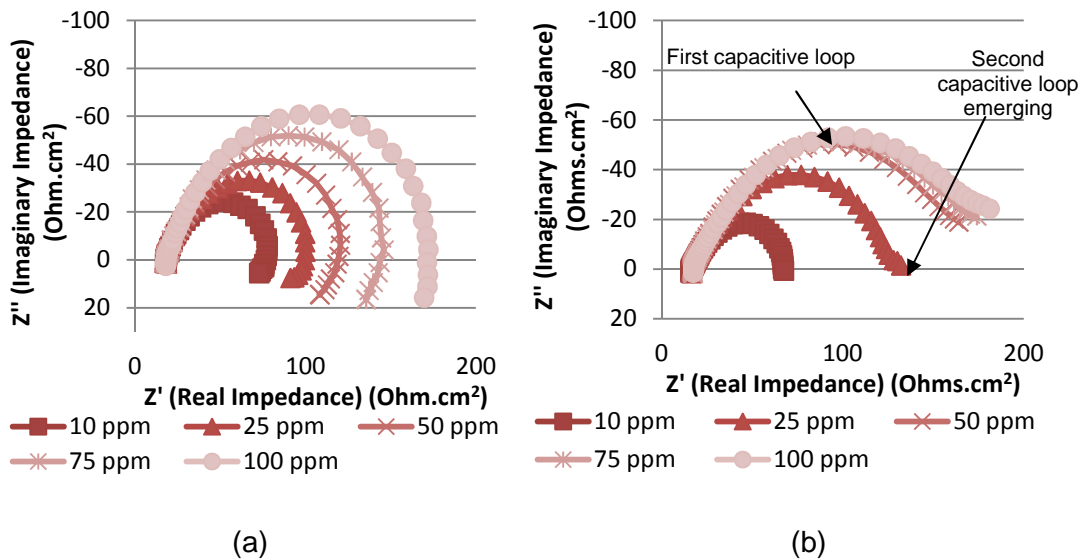 -100
-80
-60
-40
-20
0
20
Z'' (Imaginary Impedance)
(Ohm.cm²)
0 100 200
Z' (Real Impedance) (Ohm.cm²)
10 ppm 25 ppm 50 ppm
75 ppm 100 ppm
(a)
-100
-80
-60
-40
-20
0
20
Z'' (Imaginary Impedance)
(Ohms.cm²)
First capacitive loop
Second
capacitive loop
emerging
0 100 200
Z' (Real Impedance) (Ohms.cm²)
10 ppm 25 ppm 50 ppm
75 ppm 100 ppm
(b)